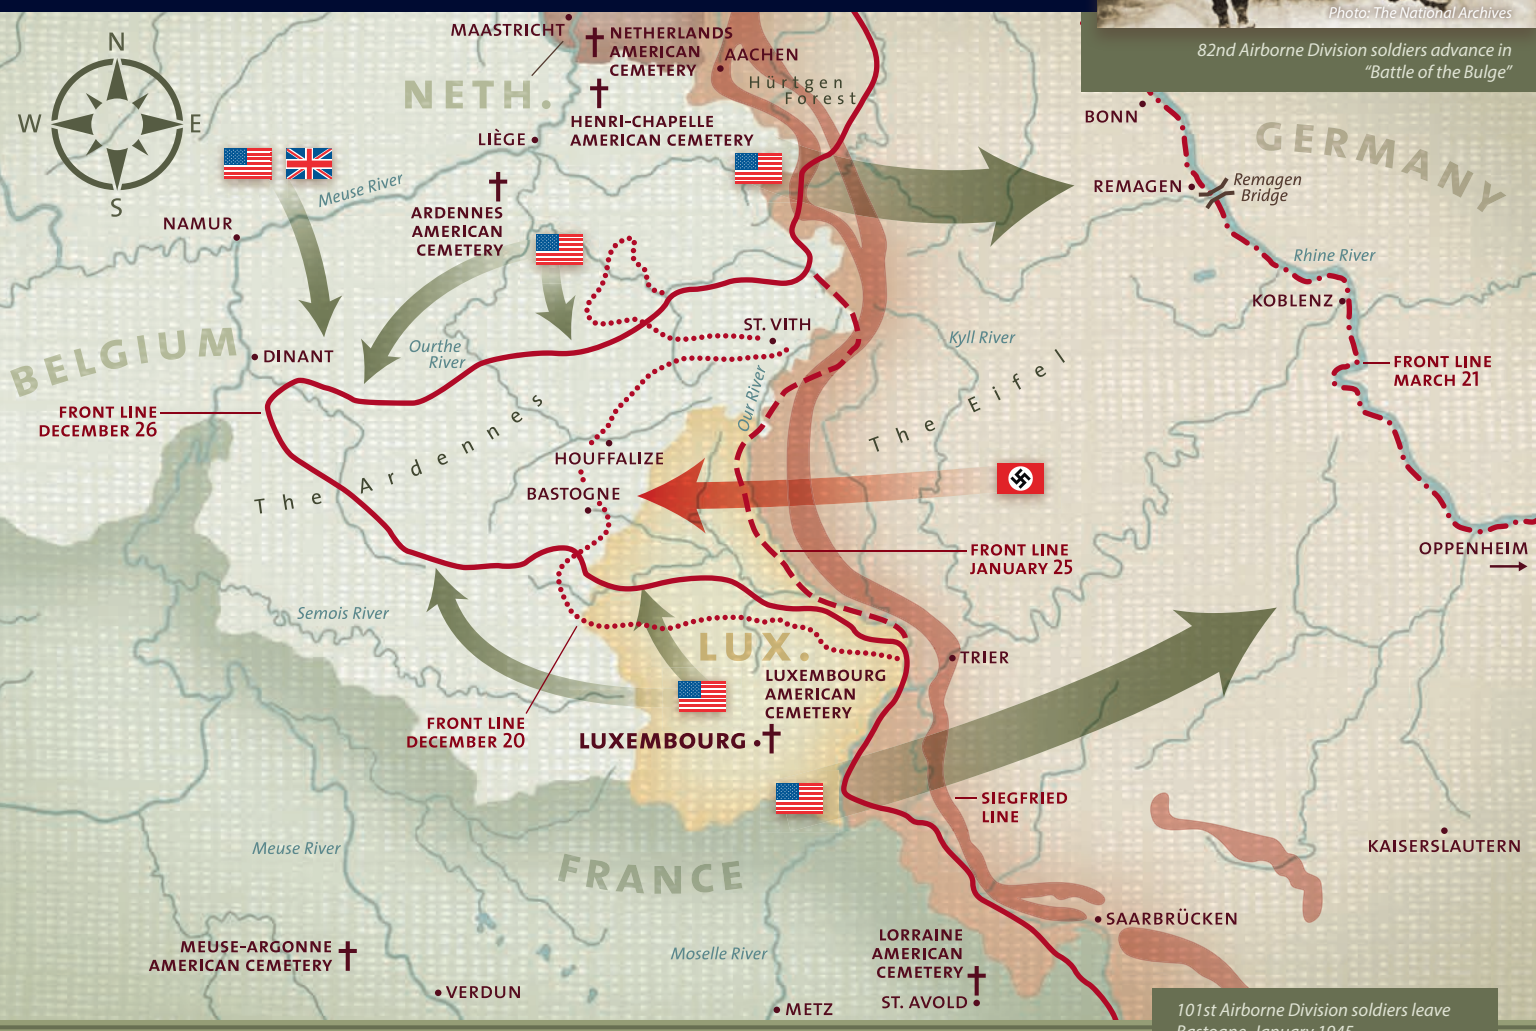 Photo: The National Archives
82nd Airborne Division soldiers advance in
“Battle of the Bulge”
N
W
E
S
MAASTRICHT
NETHERLANDS
AMERICAN
CEMETERY
AACHEN
Hürtgen
Forest
NETH.
HENRI-CHAPELLE
AMERICAN CEMETERY
LIÈGE
BONN
GERMANY
REMAGEN
Remagen
Bridge
Meuse River
NAMUR
ARDENNES
AMERICAN
CEMETERY
Rhine River
KOBLENZ
ST. VITH
Kyll River
BELGIUM
DINANT
Ourthe
River
Our River
The Eifel
FRONT LINE
MARCH 21
FRONT LINE
DECEMBER 26
The Ardennes
HOUFFALIZE
BASTOGNE
FRONT LINE
JANUARY 25
OPPENHEIM
Semois River
LUX.
TRIER
LUXEMBOURG
AMERICAN
CEMETERY
FRONT LINE
DECEMBER 20
LUXEMBOURG
SIEGFRIED
LINE
Meuse River
FRANCE
KAISERSLAUTERN
SAARBRÜCKEN
MEUSE-ARGONNE
AMERICAN CEMETERY
Moselle River
LORRAINE
AMERICAN
CEMETERY
VERDUN
METZ
ST. AVOLD
101st Airborne Division soldiers leave
Bastogne, January 1945